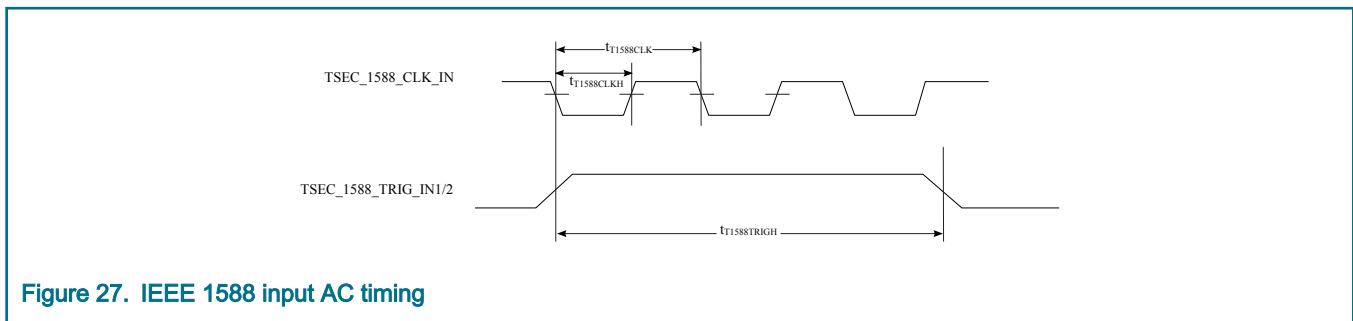 tT1588CLK
TSEC_1588_CLK_IN
tT1588CLKH
TSEC_1588_TRIG_IN1/2
tT1588TRIGH
Figure 27. IEEE 1588 input AC timing